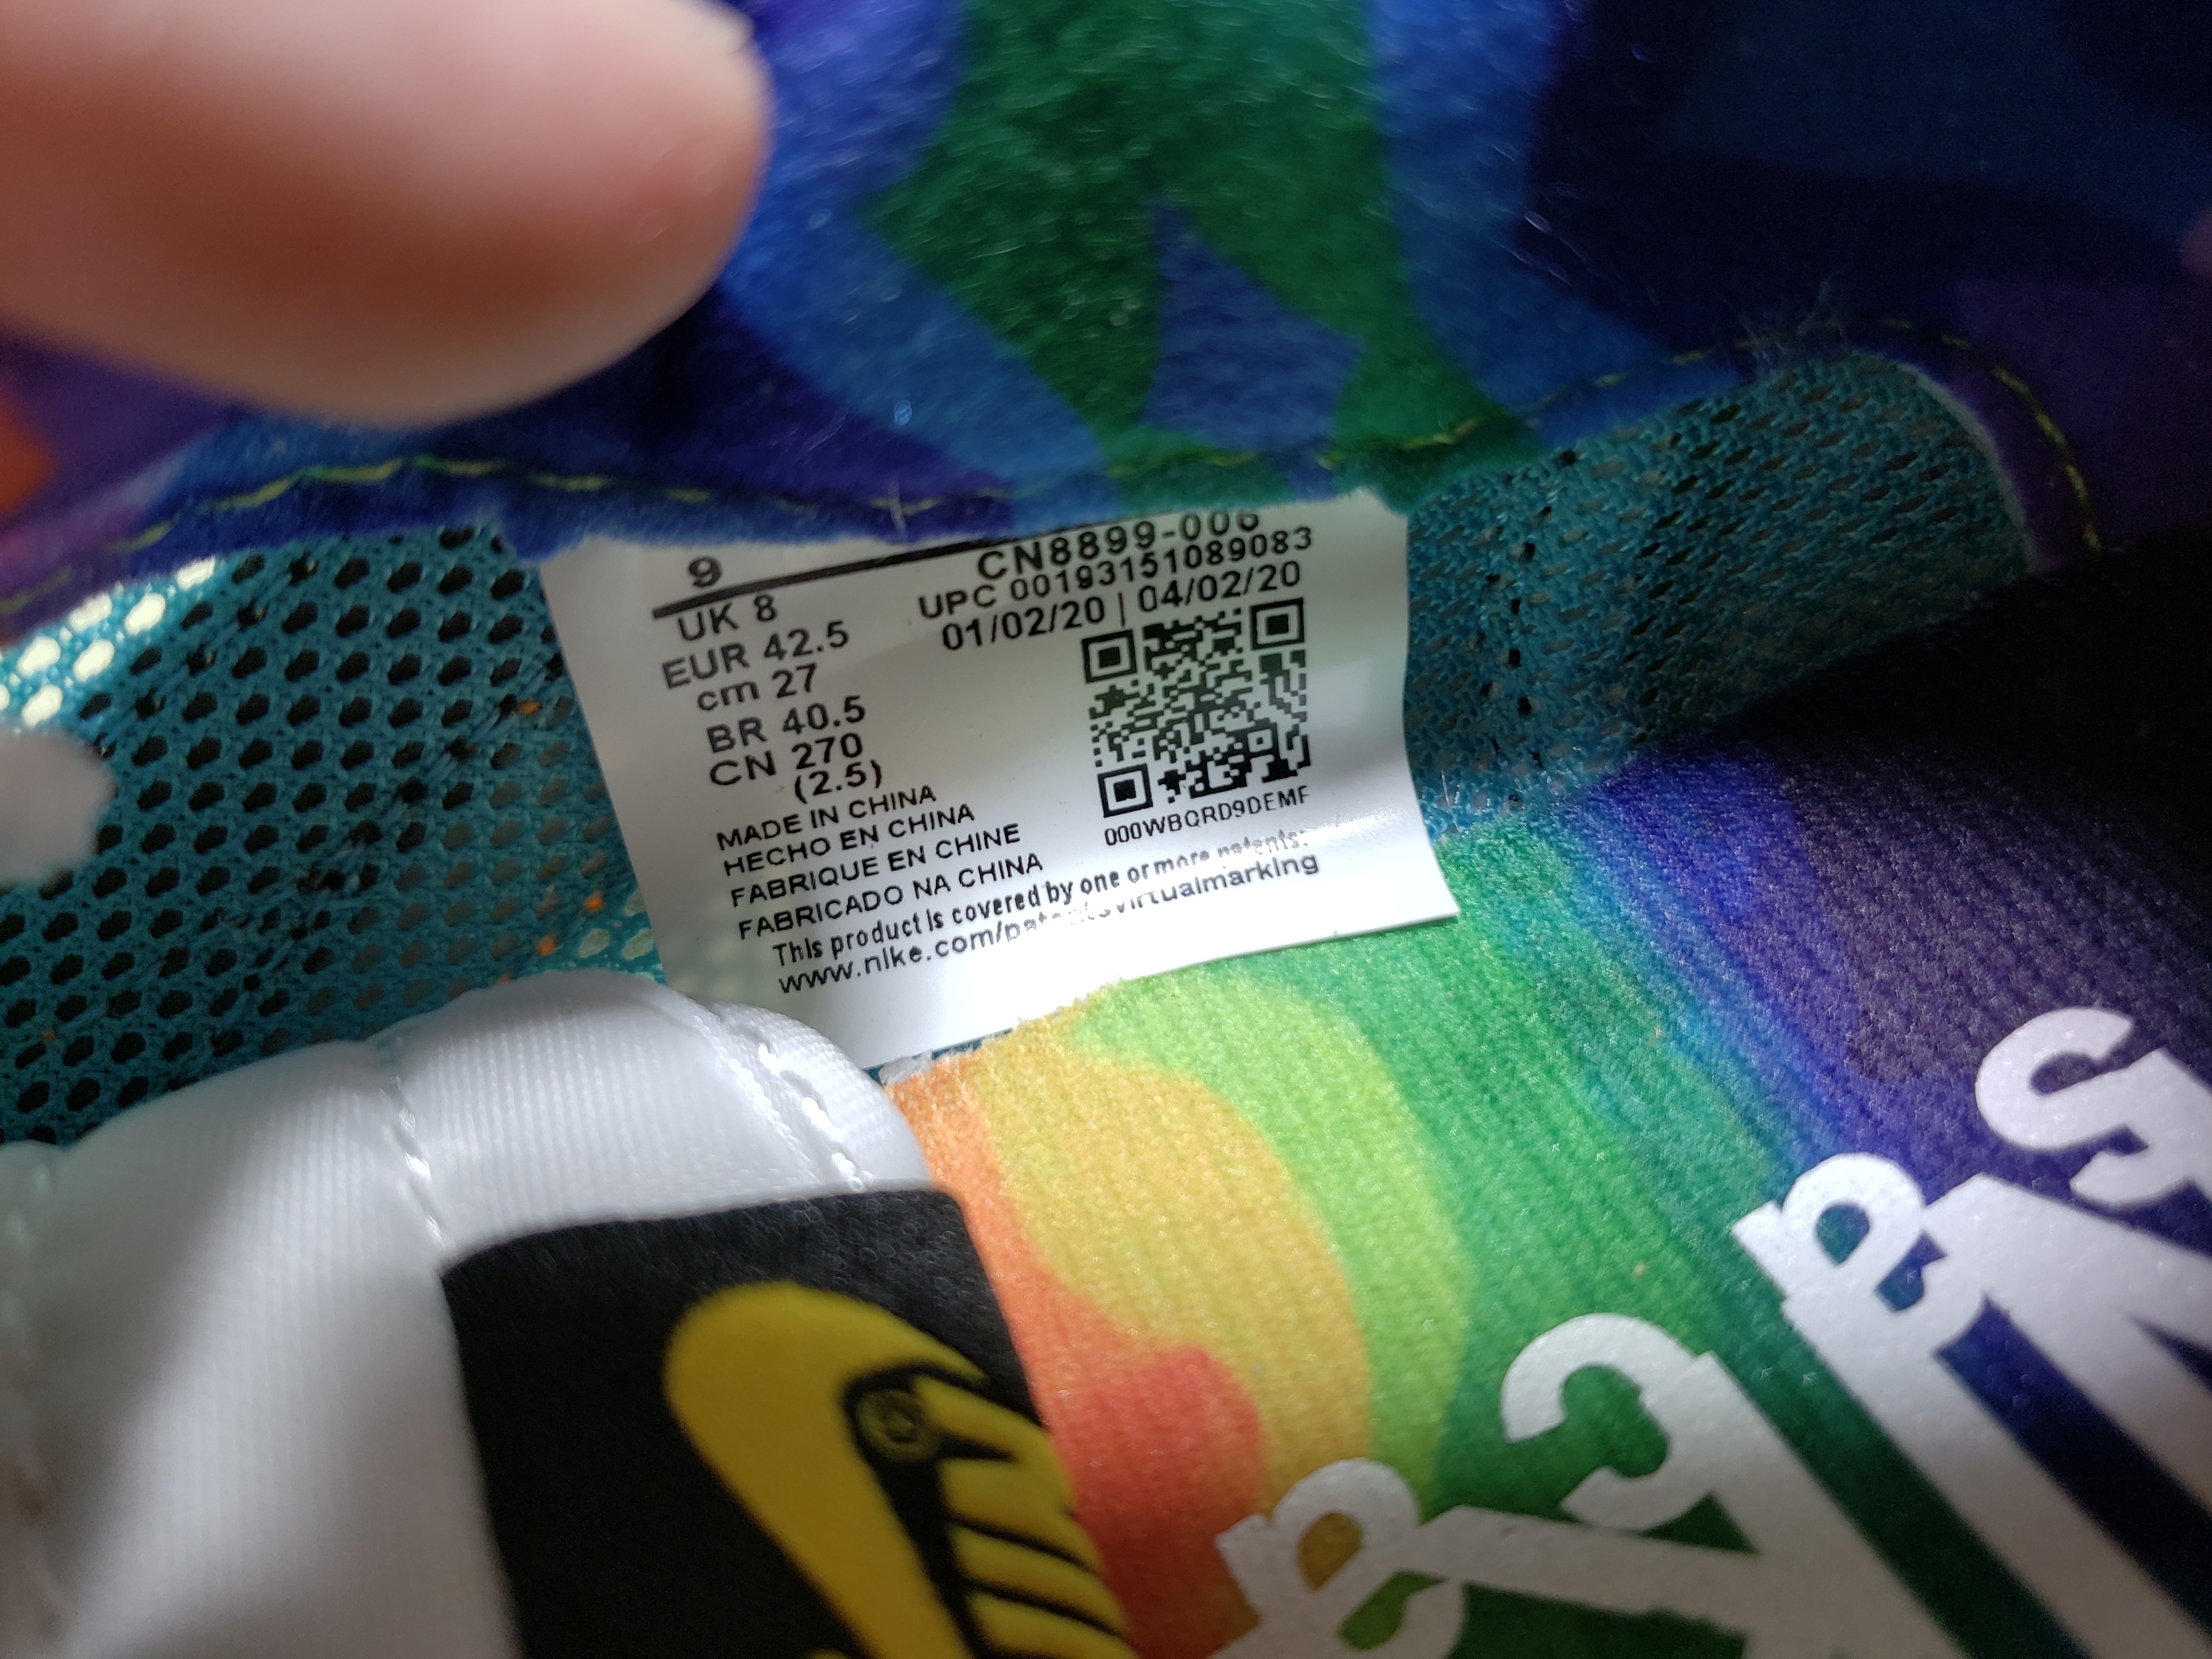 9
CN8899-006
UPC 00193151089083
01/02/20 | 04/02/20
UK 8
EUR 42.5
cm 27
BR 40.5
CN 270
(2.5)
000WBQRD9DEMF
MADE IN CHINA
HECHO EN CHINA
FABRIQUE EN CHINE
FABRICADO NA CHINA
This product is covered by one or more patents:
www.nike.com/patentsvirtualmarking